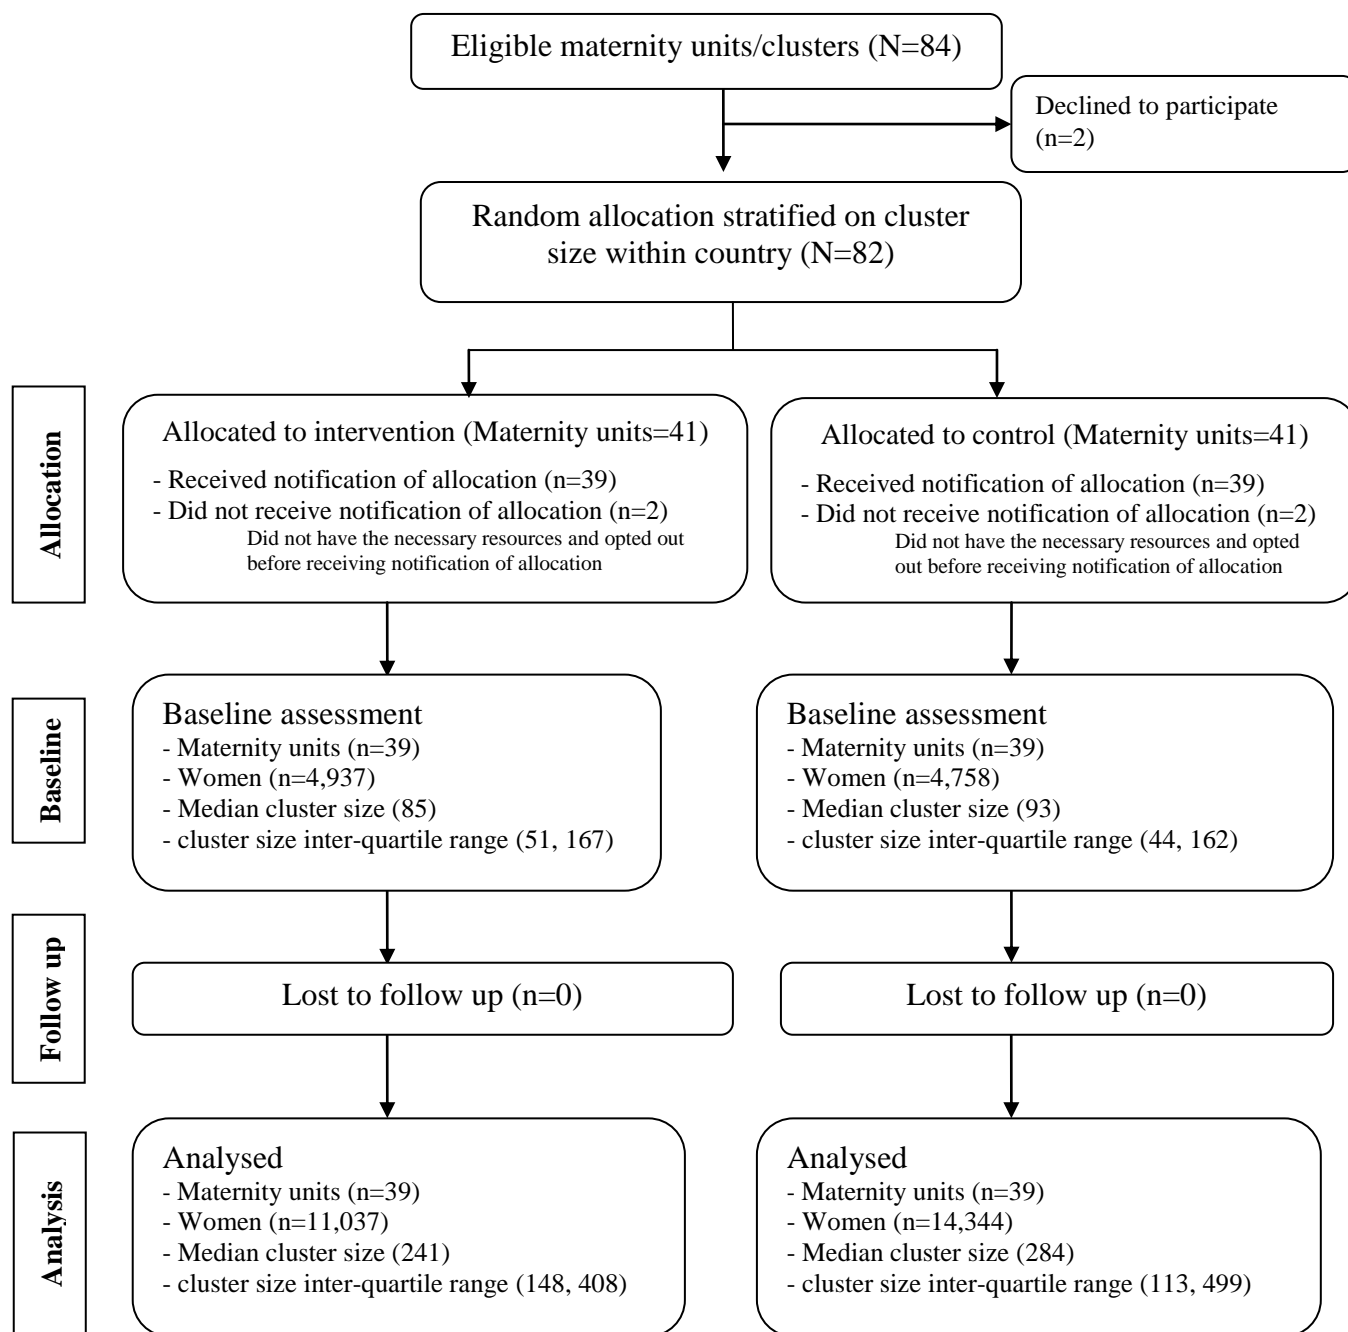 Eligible maternity units/clusters (N=84)
Declined to participate
(n=2)
Random allocation stratified on cluster
size within country (N=82)
Allocation
Allocated to intervention (Maternity units=41)
- Received notification of allocation (n=39)
- Did not receive notification of allocation (n=2)
Did not have the necessary resources and opted out
before receiving notification of allocation
Allocated to control (Maternity units=41)
- Received notification of allocation (n=39)
- Did not receive notification of allocation (n=2)
Did not have the necessary resources and opted
out before receiving notification of allocation
Baseline
Baseline assessment
- Maternity units (n=39)
- Women (n=4,937)
- Median cluster size (85)
- cluster size inter-quartile range (51, 167)
Baseline assessment
- Maternity units (n=39)
- Women (n=4,758)
- Median cluster size (93)
- cluster size inter-quartile range (44, 162)
Follow up
Lost to follow up (n=0)
Lost to follow up (n=0)
Analysis
Analysed
- Maternity units (n=39)
- Women (n=11,037)
- Median cluster size (241)
- cluster size inter-quartile range (148, 408)
Analysed
- Maternity units (n=39)
- Women (n=14,344)
- Median cluster size (284)
- cluster size inter-quartile range (113, 499)